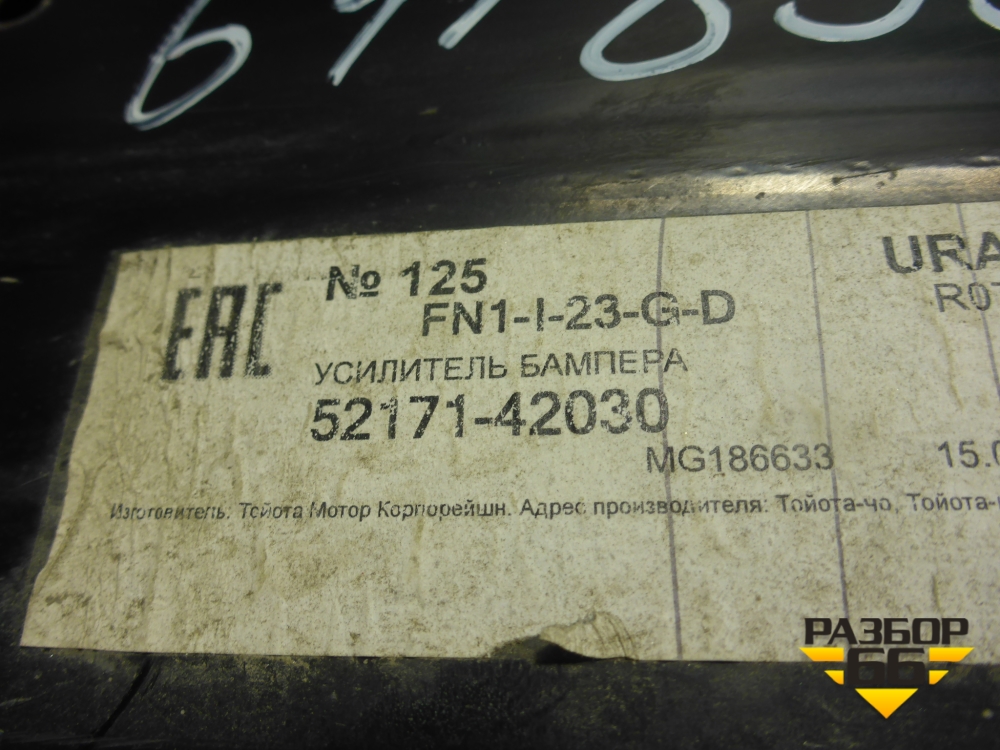 EAC
№ 125
FN1-I-23-G-D
УСИЛИТЕЛЬ БАМПЕРА
52171-42030
MG186633
Изготовитель: Тойота Мотор Корпорейшн. Адрес производителя: Тойота-чо, Тойота-
РАЗБОР
66